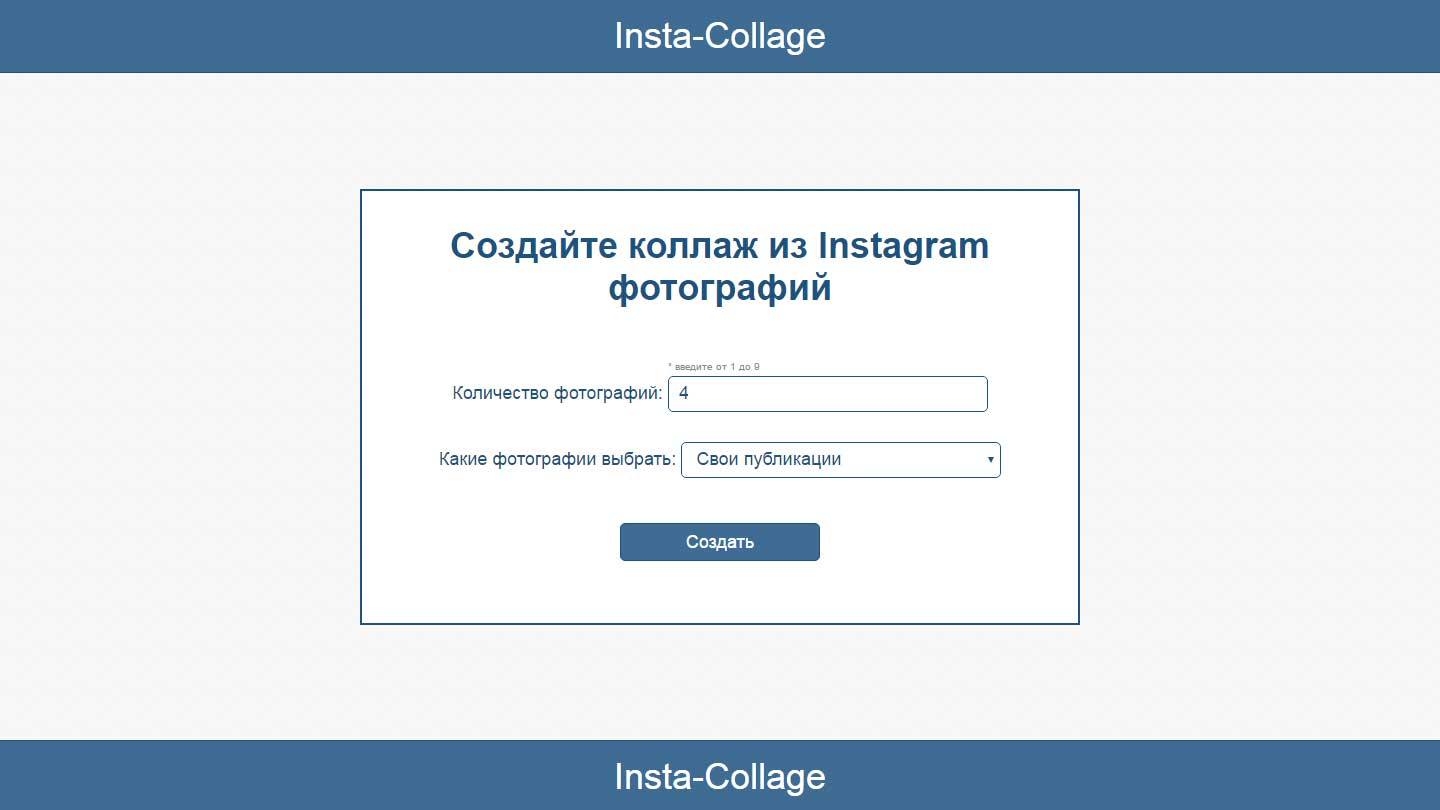 Insta-Collage
Создайте коллаж из Instagram
фотографий
* введите от 1 до 9
Количество фотографий: 4
Какие фотографии выбрать: Свои публикации ▾
Создать
Insta-Collage